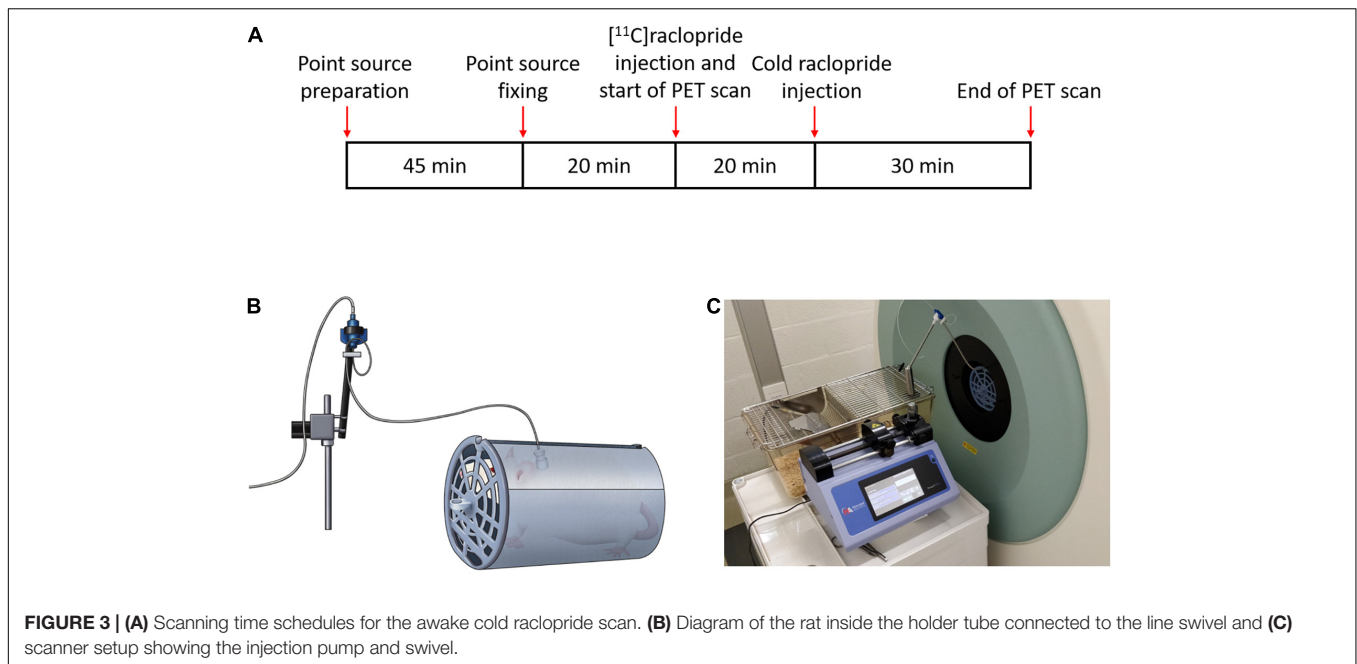 A
Point source
preparation
Point source
fixing
[¹¹C]raclopride
injection and
start of PET scan
Cold raclopride
injection
End of PET scan
45 min
20 min
20 min
30 min
B
C
FIGURE 3 | (A) Scanning time schedules for the awake cold raclopride scan. (B) Diagram of the rat inside the holder tube connected to the line swivel and (C)
scanner setup showing the injection pump and swivel.